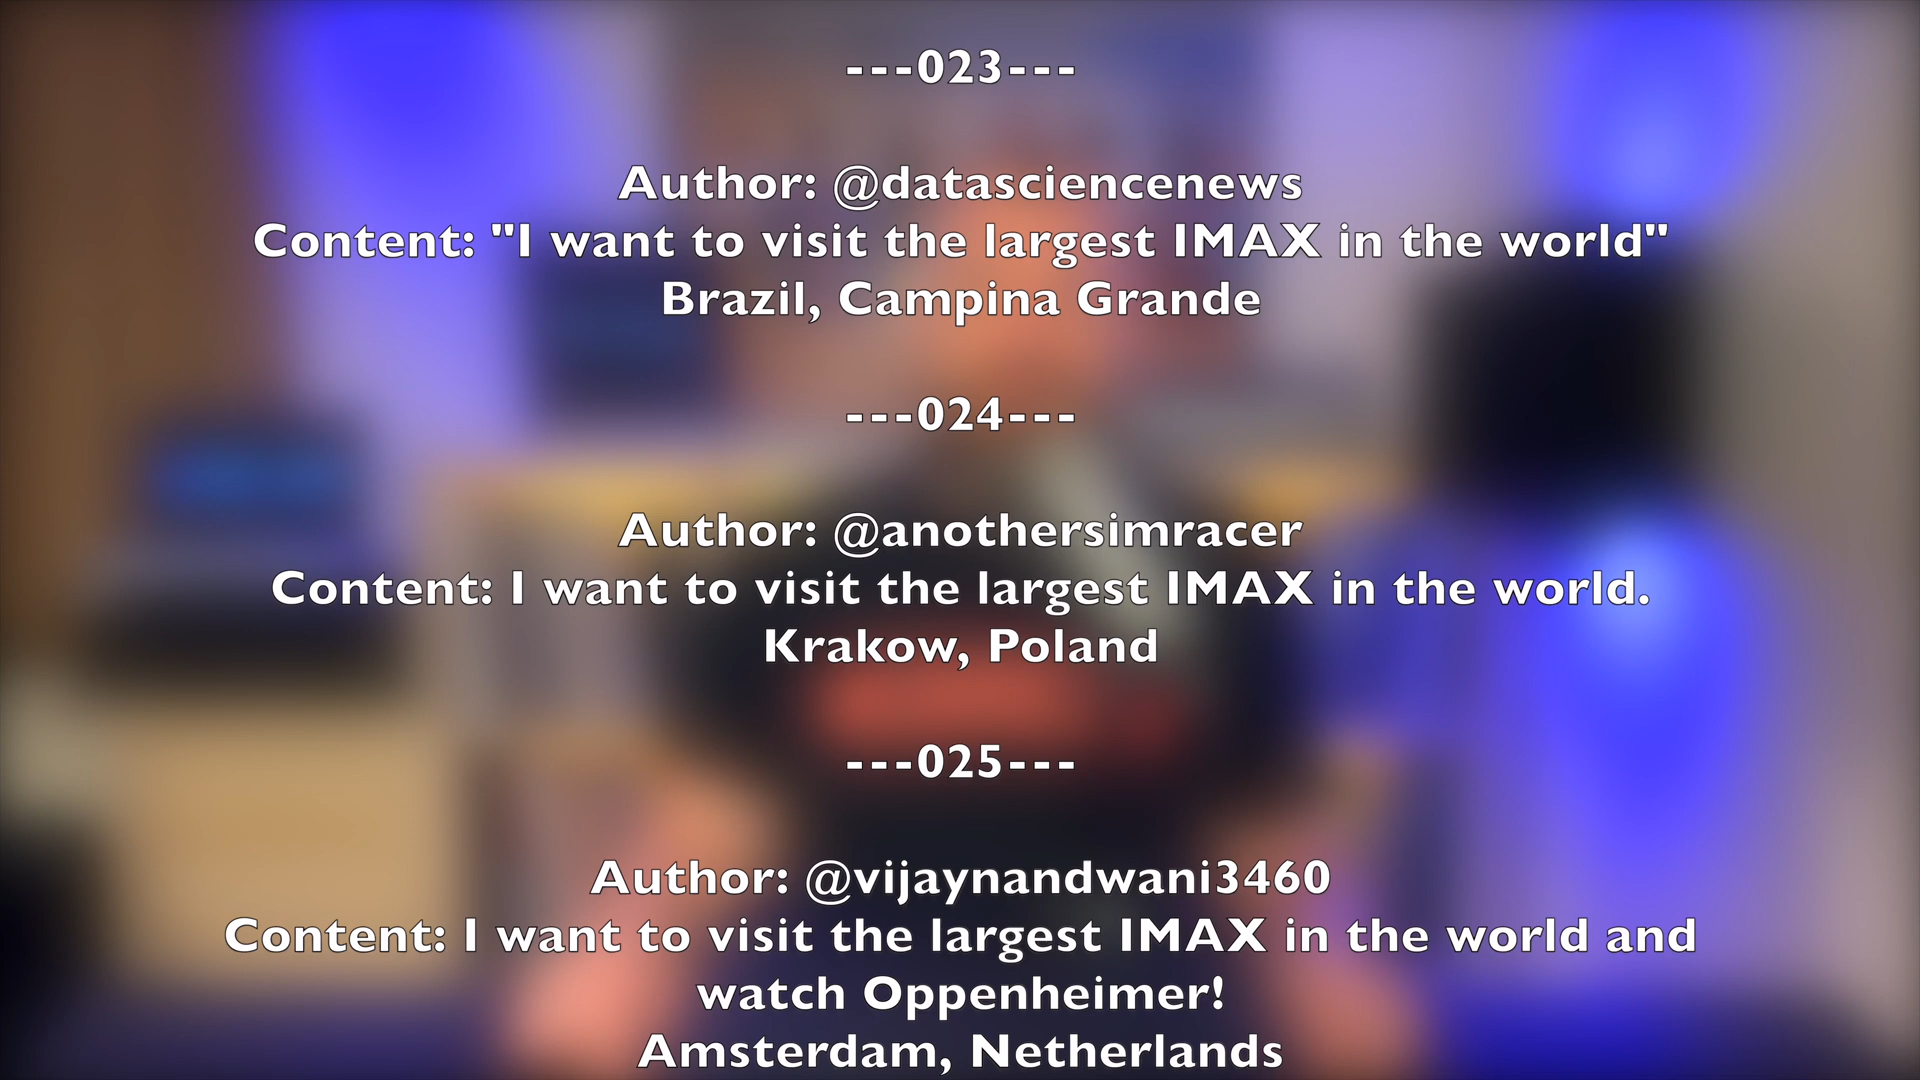 ---023---
Author: @datasciencenews
Content: "I want to visit the largest IMAX in the world"
Brazil, Campina Grande
---024---
Author: @anothersimracer
Content: I want to visit the largest IMAX in the world.
Krakow, Poland
---025---
Author: @vijaynandwani3460
Content: I want to visit the largest IMAX in the world and
watch Oppenheimer!
Amsterdam, Netherlands